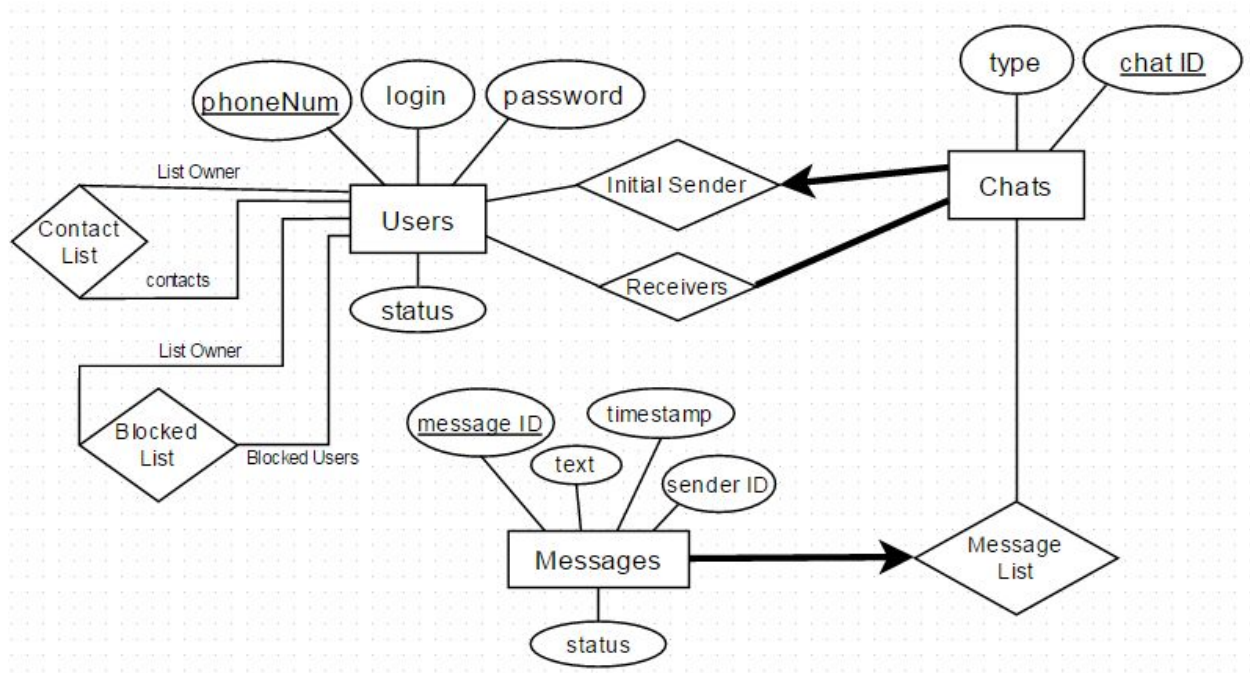 type
chat ID
phoneNum
login
password
List Owner
Initial Sender
Chats
Contact
List
Users
contacts
Receivers
status
List Owner
Blocked
List
Blocked Users
message ID
timestamp
text
sender ID
Messages
Message
List
status